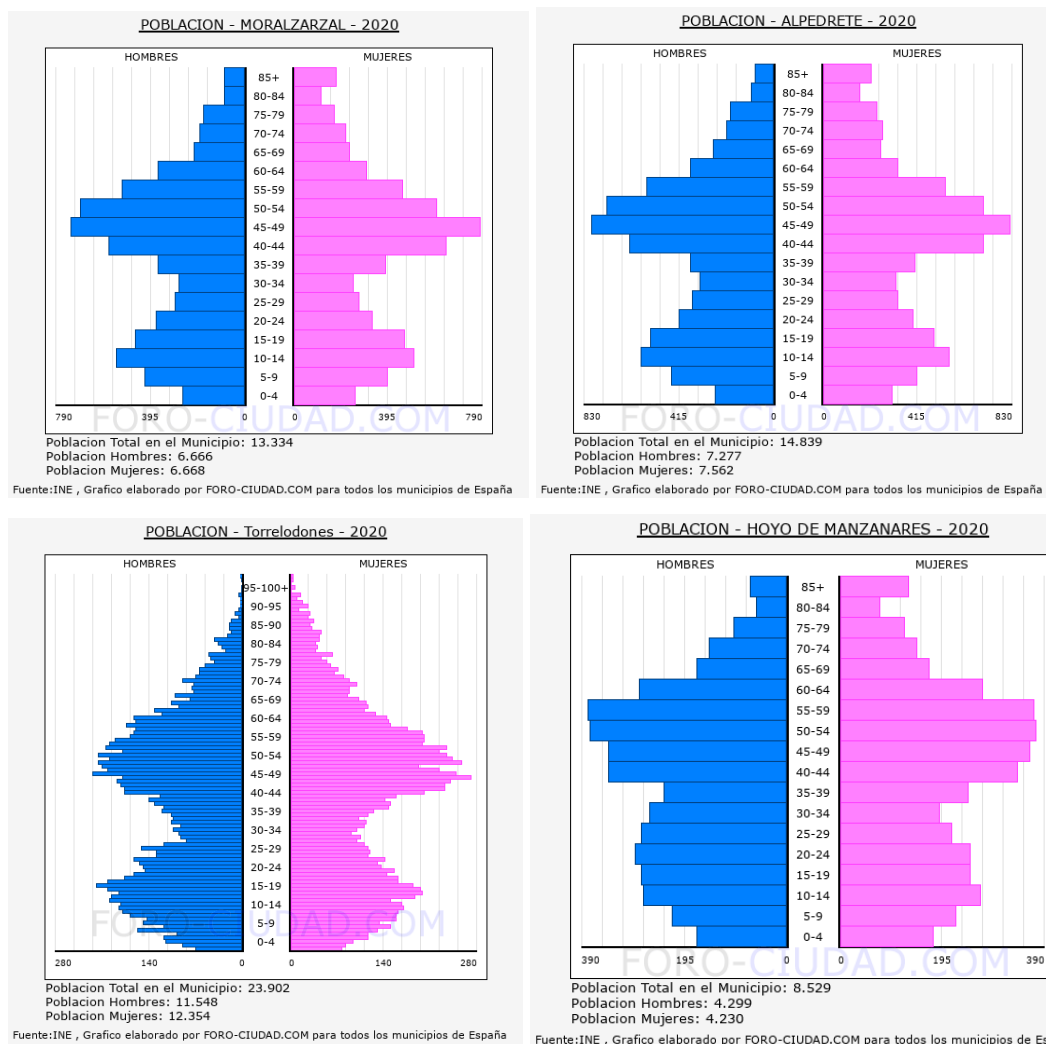 POBLACION - MORALZARZAL - 2020
HOMBRES MUJERES
85+
80-84
75-79
70-74
65-69
60-64
55-59
50-54
45-49
40-44
35-39
30-34
25-29
20-24
15-19
10-14
5-9
0-4
790 395 0 0 395 790
FORO-CIUDAD.COM
Poblacion Total en el Municipio: 13.334
Poblacion Hombres: 6.666
Poblacion Mujeres: 6.668
Fuente:INE , Grafico elaborado por FORO-CIUDAD.COM para todos los municipios de España
POBLACION - ALPEDRETE - 2020
HOMBRES MUJERES
85+
80-84
75-79
70-74
65-69
60-64
55-59
50-54
45-49
40-44
35-39
30-34
25-29
20-24
15-19
10-14
5-9
0-4
830 415 0 0 415 830
FORO-CIUDAD.COM
Poblacion Total en el Municipio: 14.839
Poblacion Hombres: 7.277
Poblacion Mujeres: 7.562
Fuente:INE , Grafico elaborado por FORO-CIUDAD.COM para todos los municipios de España
POBLACION - Torrelodones - 2020
HOMBRES MUJERES
95-100+
90-95
85-90
80-84
75-79
70-74
65-69
60-64
55-59
50-54
45-49
40-44
35-39
30-34
25-29
20-24
15-19
10-14
5-9
0-4
280 140 0 0 140 280
FORO-CIUDAD.COM
Poblacion Total en el Municipio: 23.902
Poblacion Hombres: 11.548
Poblacion Mujeres: 12.354
Fuente:INE , Grafico elaborado por FORO-CIUDAD.COM para todos los municipios de España
POBLACION - HOYO DE MANZANARES - 2020
HOMBRES MUJERES
85+
80-84
75-79
70-74
65-69
60-64
55-59
50-54
45-49
40-44
35-39
30-34
25-29
20-24
15-19
10-14
5-9
0-4
390 195 0 0 195 390
FORO-CIUDAD.COM
Poblacion Total en el Municipio: 8.529
Poblacion Hombres: 4.299
Poblacion Mujeres: 4.230
Fuente:INE , Grafico elaborado por FORO-CIUDAD.COM para todos los municipios de Es